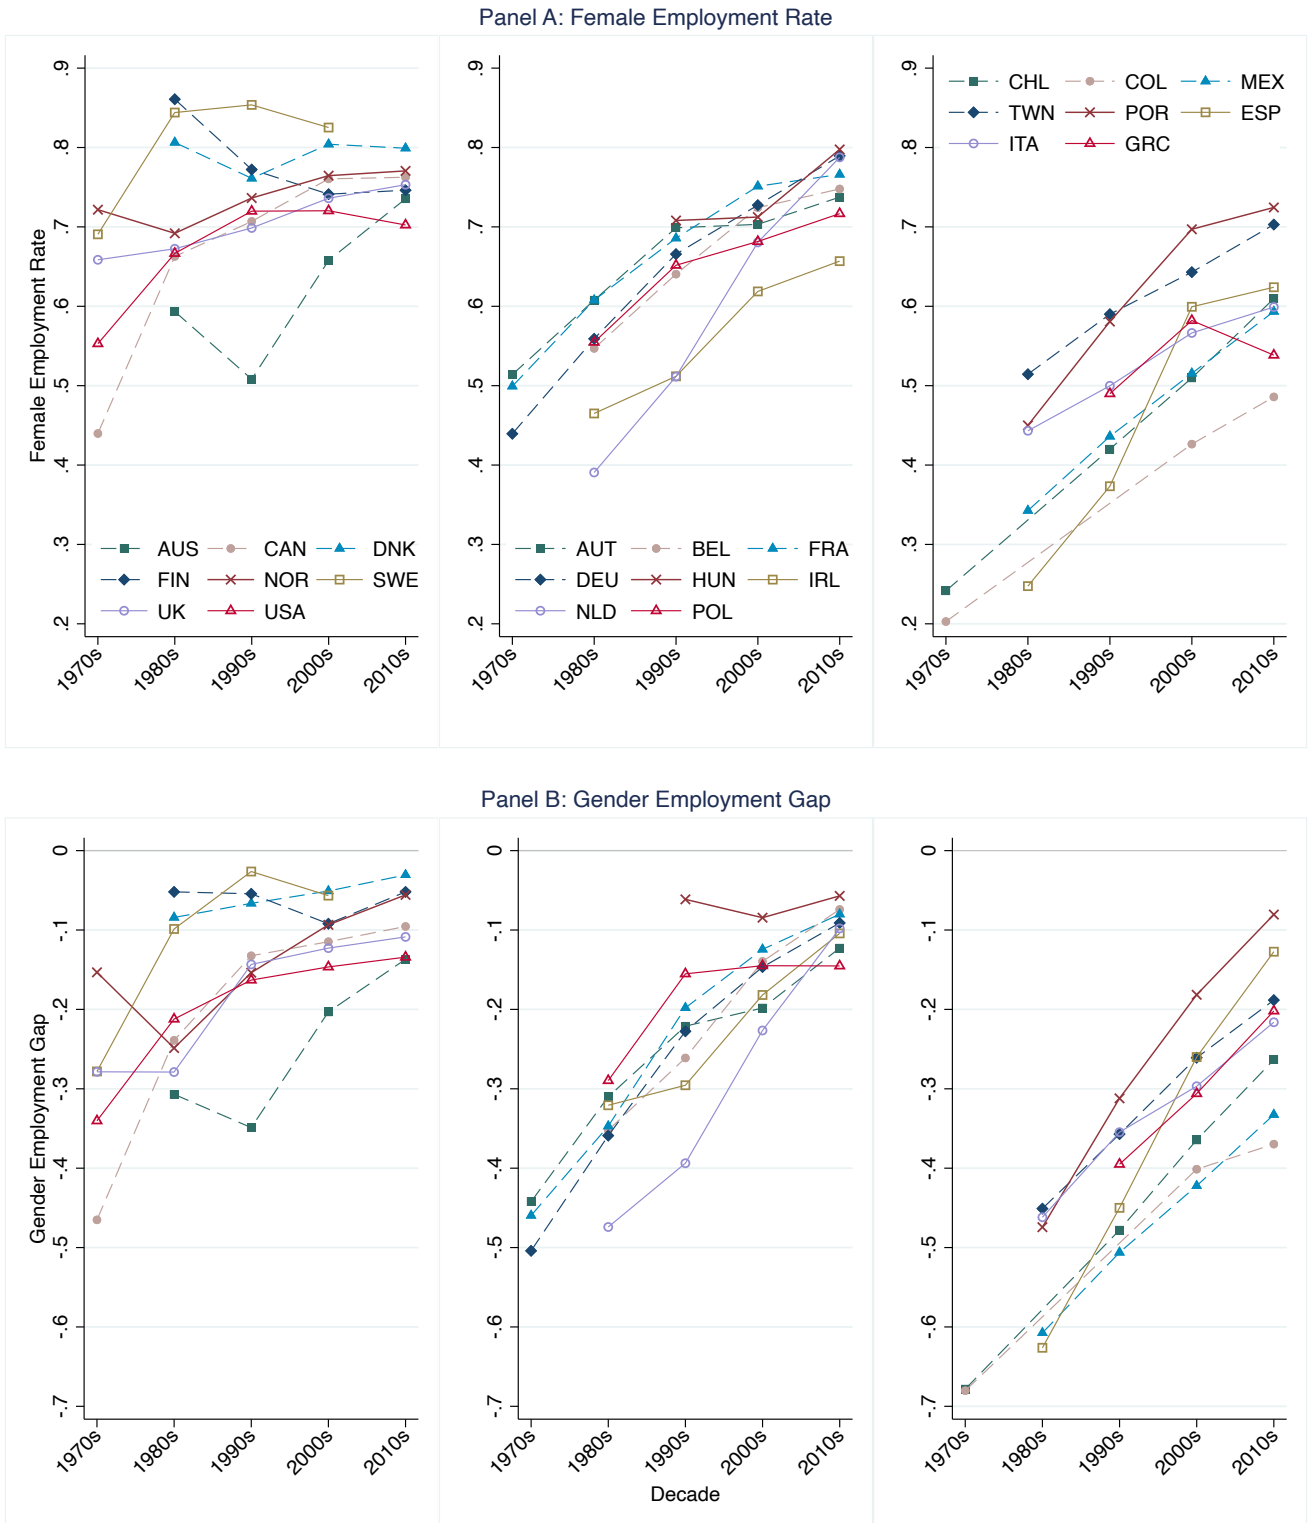 Panel A: Female Employment Rate
Female Employment Rate
.9
.8
.7
.6
.5
.4
.3
.2
AUS CAN DNK
FIN NOR SWE
UK USA
1970s 1980s 1990s 2000s 2010s
.9
.8
.7
.6
.5
.4
.3
.2
AUT BEL FRA
DEU HUN IRL
NLD POL
1970s 1980s 1990s 2000s 2010s
.9
.8
.7
.6
.5
.4
.3
.2
CHL COL MEX
TWN POR ESP
ITA GRC
1970s 1980s 1990s 2000s 2010s
Panel B: Gender Employment Gap
Gender Employment Gap
0
-.1
-.2
-.3
-.4
-.5
-.6
-.7
1970s 1980s 1990s 2000s 2010s
0
-.1
-.2
-.3
-.4
-.5
-.6
-.7
1970s 1980s 1990s 2000s 2010s
0
-.1
-.2
-.3
-.4
-.5
-.6
-.7
1970s 1980s 1990s 2000s 2010s
Decade